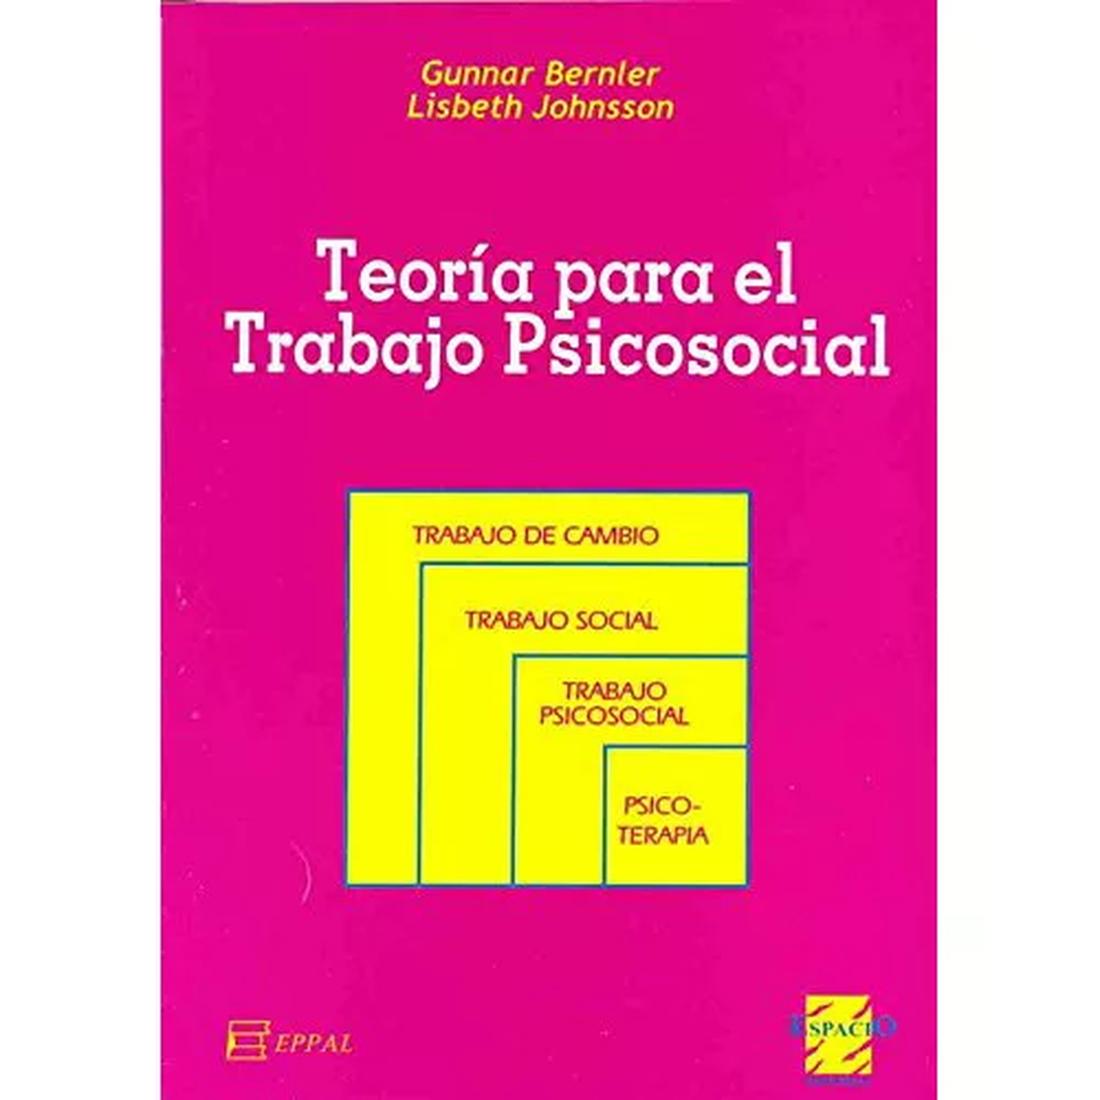 Gunnar Bernler
Lisbeth Johnsson
Teoría para el
Trabajo Psicosocial
TRABAJO DE CAMBIO
TRABAJO SOCIAL
TRABAJO
PSICOSOCIAL
PSICO-
TERAPIA
EPPAL
ESPACIO